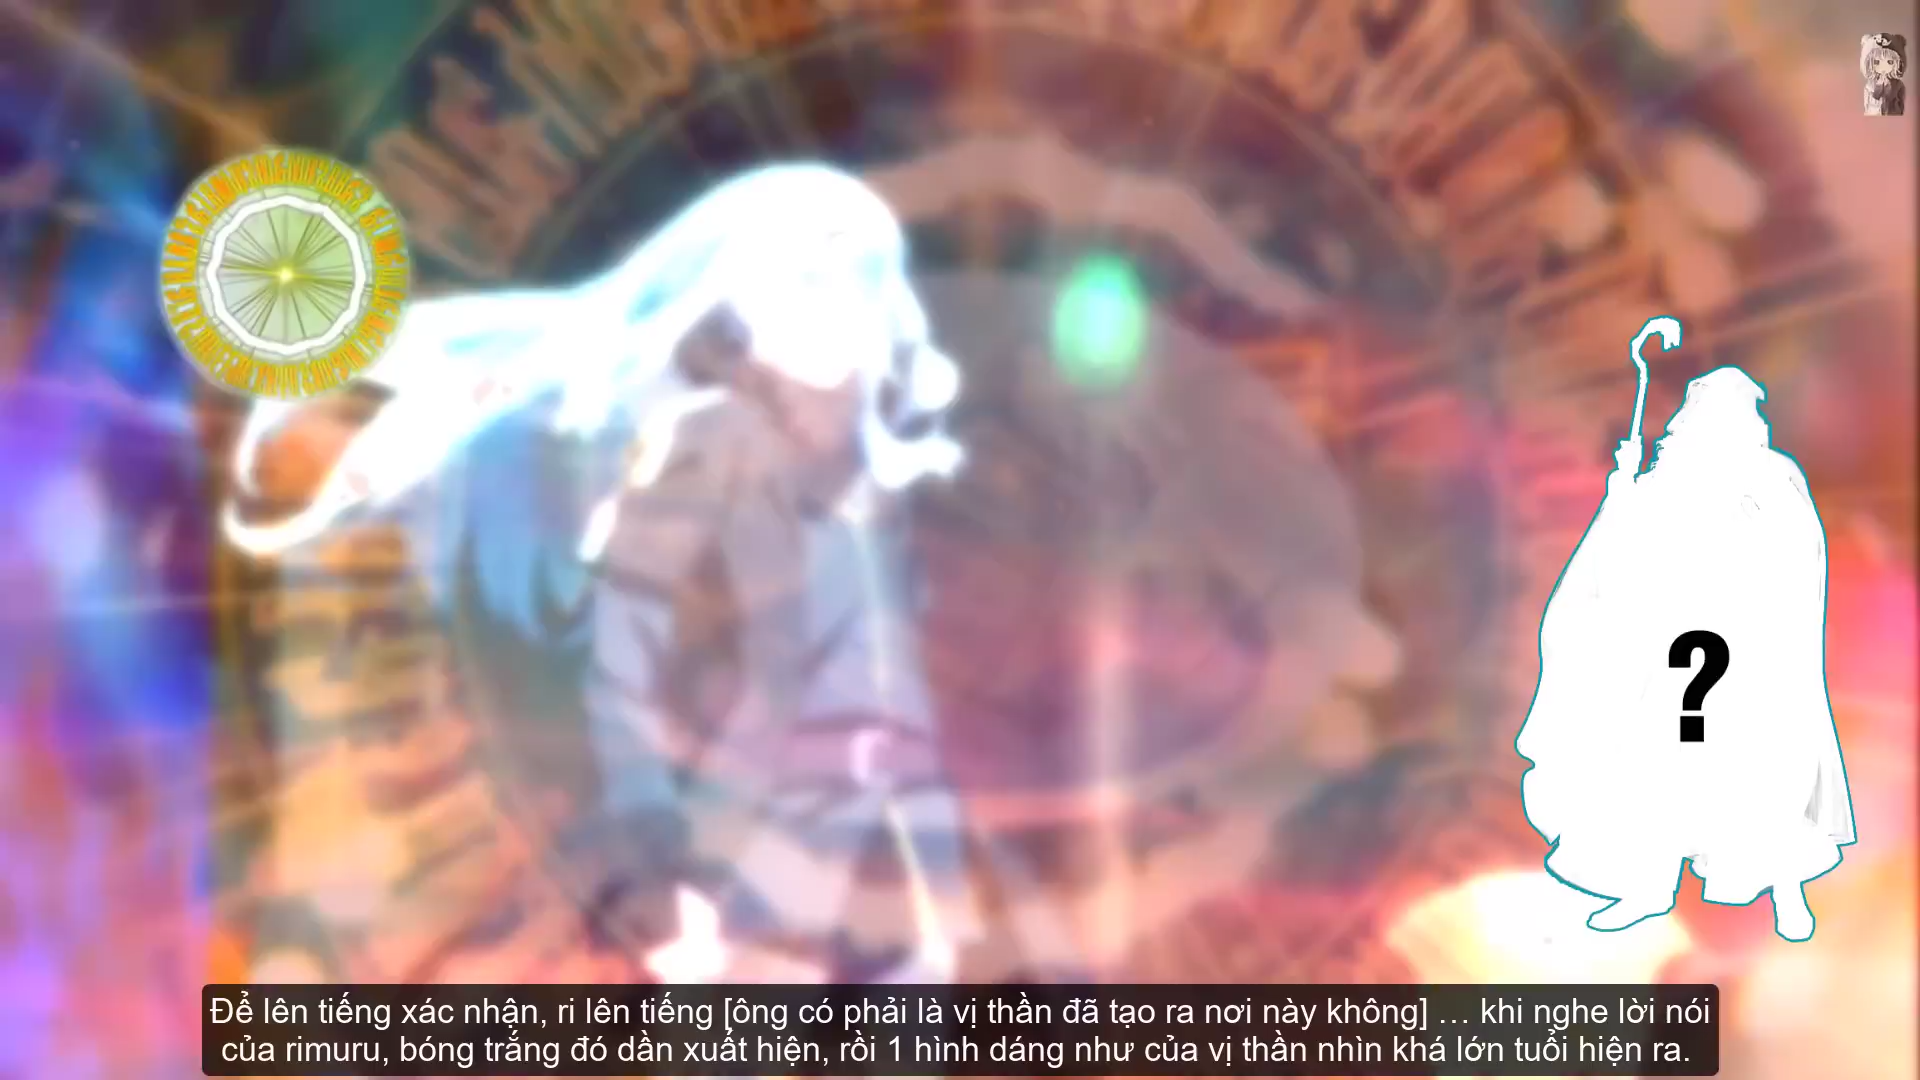 ?
Để lên tiếng xác nhận, ri lên tiếng [ông có phải là vị thần đã tạo ra nơi này không] … khi nghe lời nói
của rimuru, bóng trắng đó dần xuất hiện, rồi 1 hình dáng như của vị thần nhìn khá lớn tuổi hiện ra.